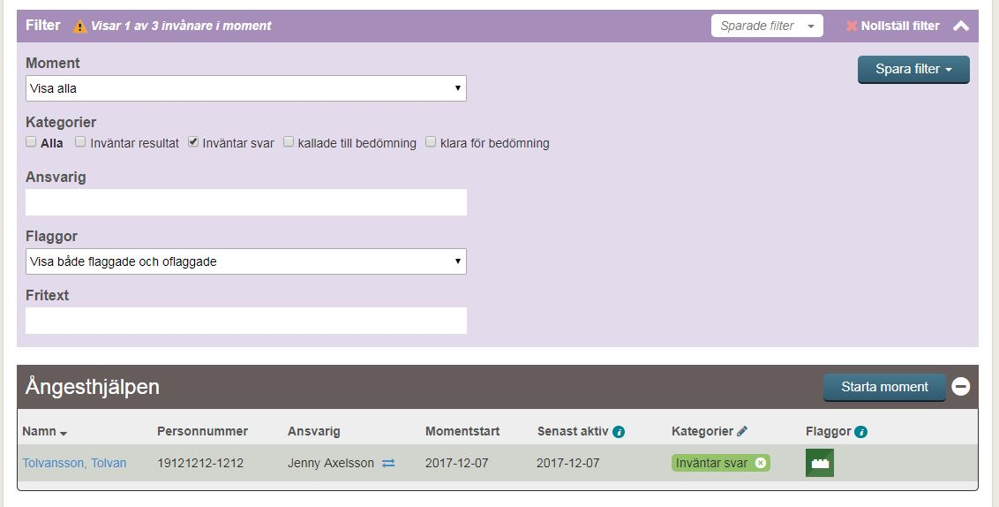 Filter Visar 1 av 3 invånare i moment Sparade filter Nollställ filter
Moment
Spara filter
Visa alla
Kategorier
Alla Inväntar resultat Inväntar svar kallade till bedömning klara för bedömning
Ansvarig
Flaggor
Visa både flaggade och oflaggade
Fritext
Ångesthjälpen Starta moment
Namn Personnummer Ansvarig Momentstart Senast aktiv Kategorier Flaggor
Tolvansson, Tolvan 19121212-1212 Jenny Axelsson 2017-12-07 2017-12-07 Inväntar svar